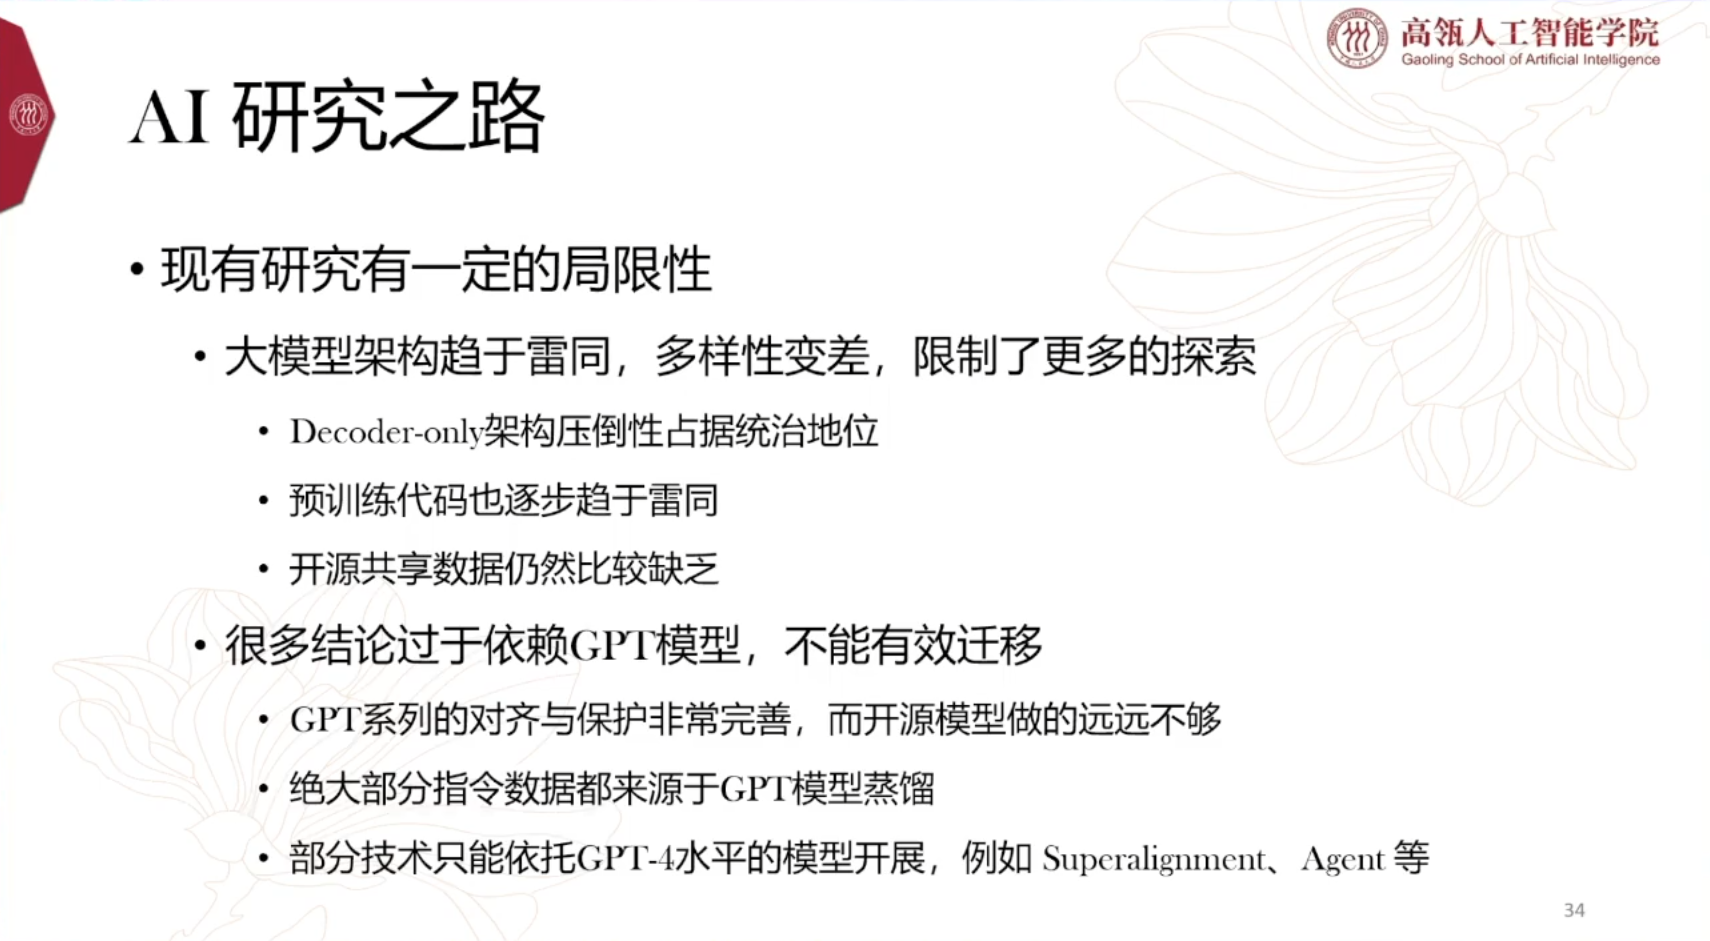 高瓴人工智能学院
Gaoling School of Artificial Intelligence
AI 研究之路
• 现有研究有一定的局限性
• 大模型架构趋于雷同，多样性变差，限制了更多的探索
• Decoder-only架构压倒性占据统治地位
• 预训练代码也逐步趋于雷同
• 开源共享数据仍然比较缺乏
• 很多结论过于依赖GPT模型，不能有效迁移
• GPT系列的对齐与保护非常完善，而开源模型做的远远不够
• 绝大部分指令数据都来源于GPT模型蒸馏
• 部分技术只能依托GPT-4水平的模型开展，例如 Superalignment、Agent 等
34